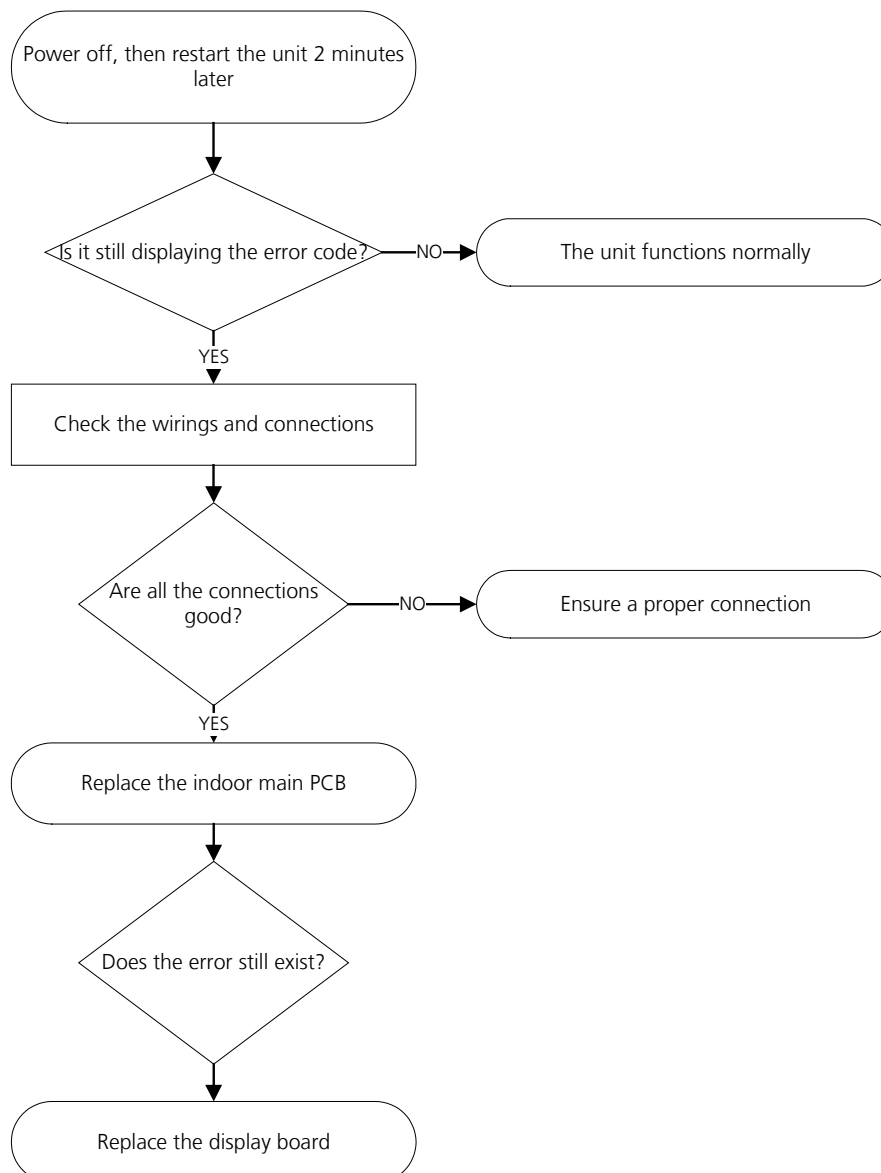 Power off, then restart the unit 2 minutes
later
Is it still displaying the error code?
NO
The unit functions normally
YES
Check the wirings and connections
Are all the connections
good?
NO
Ensure a proper connection
YES
Replace the indoor main PCB
Does the error still exist?
Replace the display board